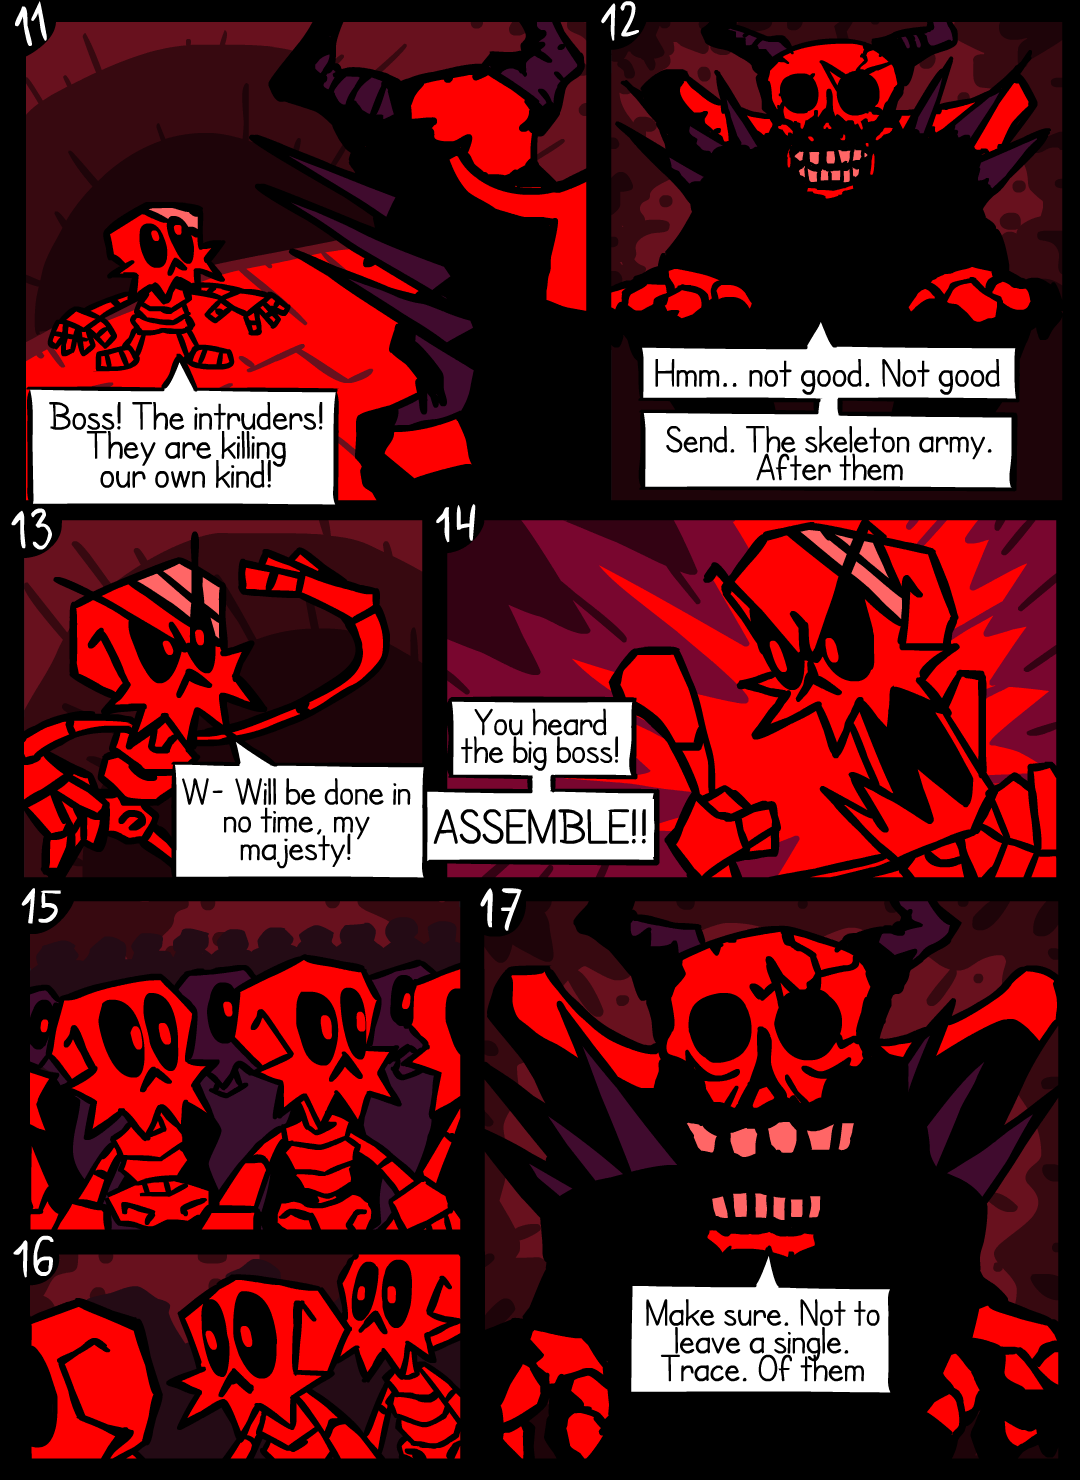 11
Boss! The intruders!
They are killing
our own kind!
12
Hmm.. not good. Not good
Send. The skeleton army.
After them
13
W- Will be done in
no time, my
majesty!
14
You heard
the big boss!
ASSEMBLE!!
15
16
17
Make sure. Not to
leave a single.
Trace. Of them